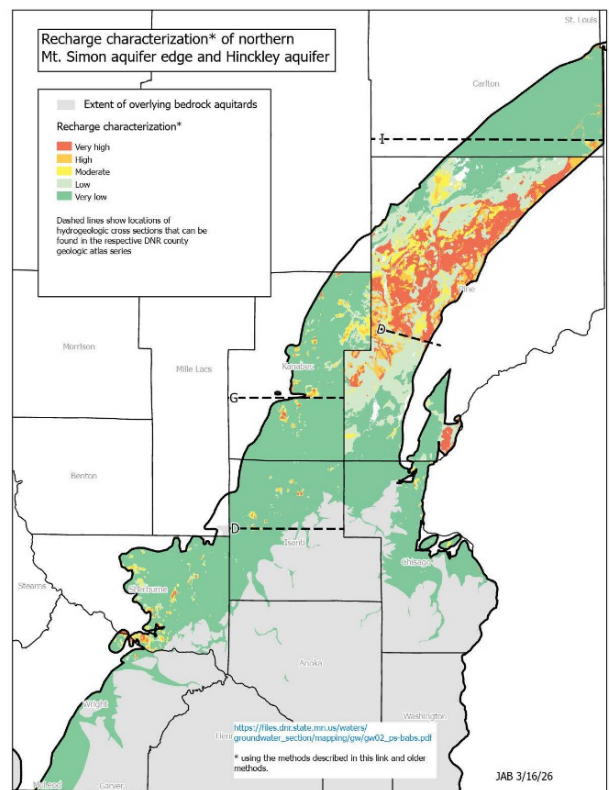 St. Louis
Recharge characterization* of northern
Mt. Simon aquifer edge and Hinckley aquifer
Carlton
Extent of overlying bedrock aquitards
Recharge characterization*
Very high
High
Moderate
Low
Very low
Dashed lines show locations of
hydrogeologic cross sections that can be
found in the respective DNR county
geologic atlas series
I
Pine
D
Morrison
Mille Lacs
Kanabec
G
Benton
D
Isanti
Chisago
Stearns
Sherburne
Anoka
Wright
Washington
https://files.dnr.state.mn.us/waters/
groundwater_section/mapping/gw/gw02_ps-babs.pdf
* using the methods described in this link and older
methods.
McLeod
Carver
JAB 3/16/26